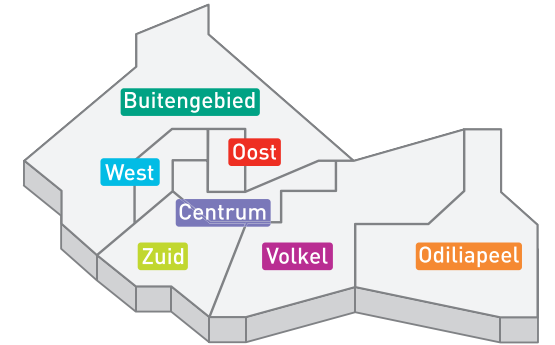 Buitengebied
Oost
West
Centrum
Zuid
Volkel
Odiliapeel